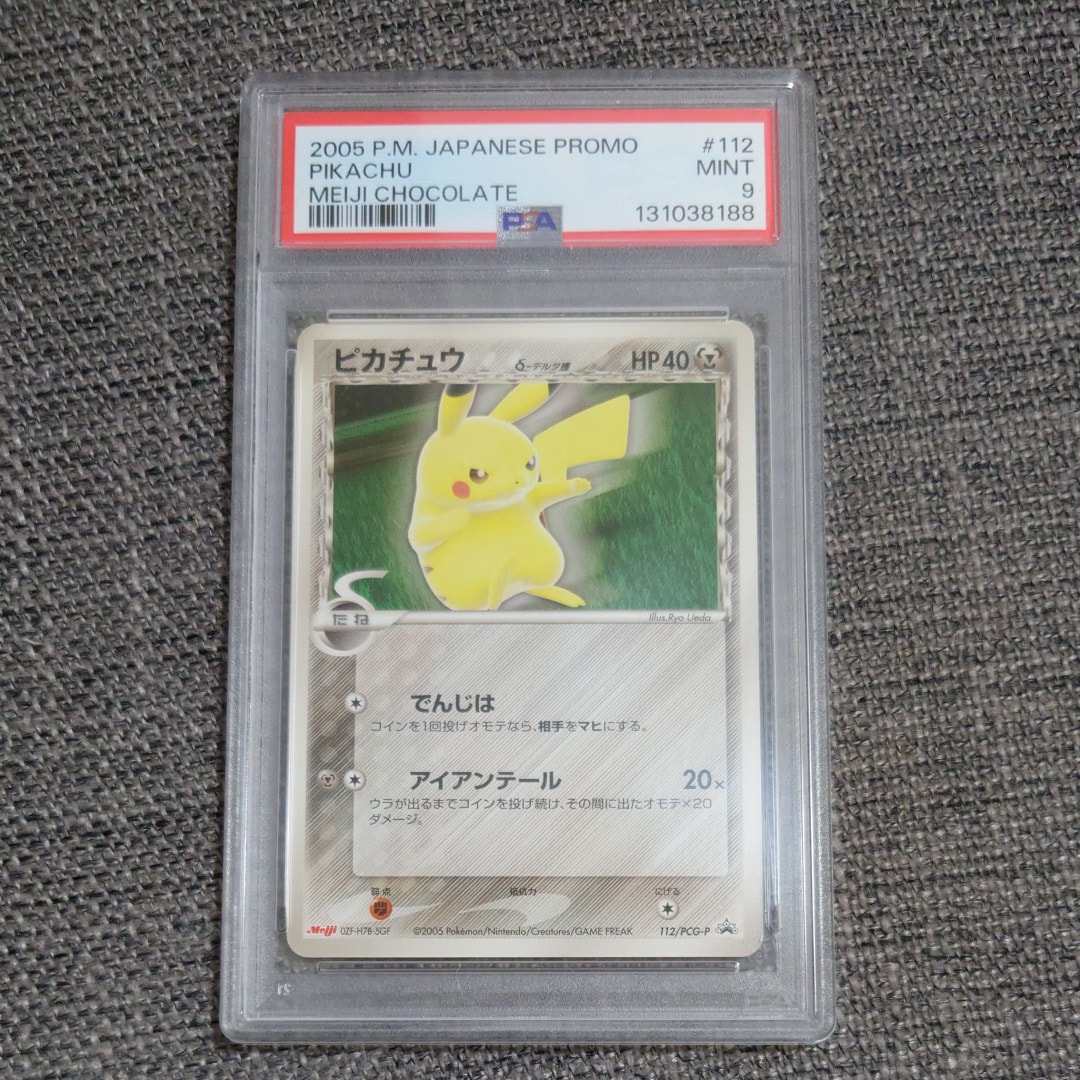 2005 P.M. JAPANESE PROMO #112
PIKACHU MINT
MEIJI CHOCOLATE 9
PSA 131038188
ピカチュウ δ-デルタ種 HP40
たね
Illus.Ryo Ueda
でんじは
コインを1回投げオモテなら、相手をマヒにする。
アイアンテール 20×
ウラが出るまでコインを投げ続け、その間に出たオモテ×20
ダメージ。
弱点 抵抗力 にげる
Meiji 0ZF-H7B-5GF ©2005 Pokémon/Nintendo/Creatures/GAME FREAK 112/PCG-P